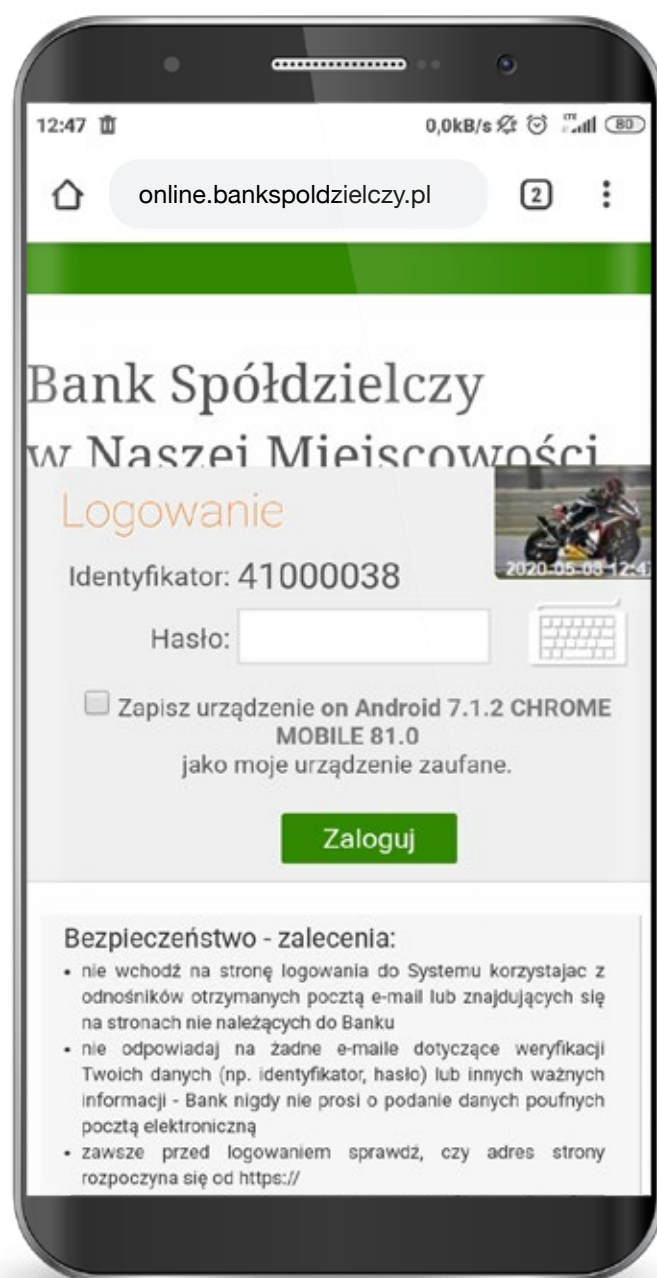 12:47 0,0kB/s LTE 80
online.bankspoldzielczy.pl 2
Bank Spółdzielczy
w Naszej Miejscowości
Logowanie
2020-05-08 12:4
Identyfikator: 41000038
Hasło:
Zapisz urządzenie on Android 7.1.2 CHROME
MOBILE 81.0
jako moje urządzenie zaufane.
Zaloguj
Bezpieczeństwo - zalecenia:
• nie wchodź na stronę logowania do Systemu korzystajac z
odnośników otrzymanych pocztą e-mail lub znajdujących się
na stronach nie należących do Banku
• nie odpowiadaj na żadne e-maile dotyczące weryfikacji
Twoich danych (np. identyfikator, hasło) lub innych ważnych
informacji - Bank nigdy nie prosi o podanie danych poufnych
pocztą elektroniczną
• zawsze przed logowaniem sprawdź, czy adres strony
rozpoczyna się od https://